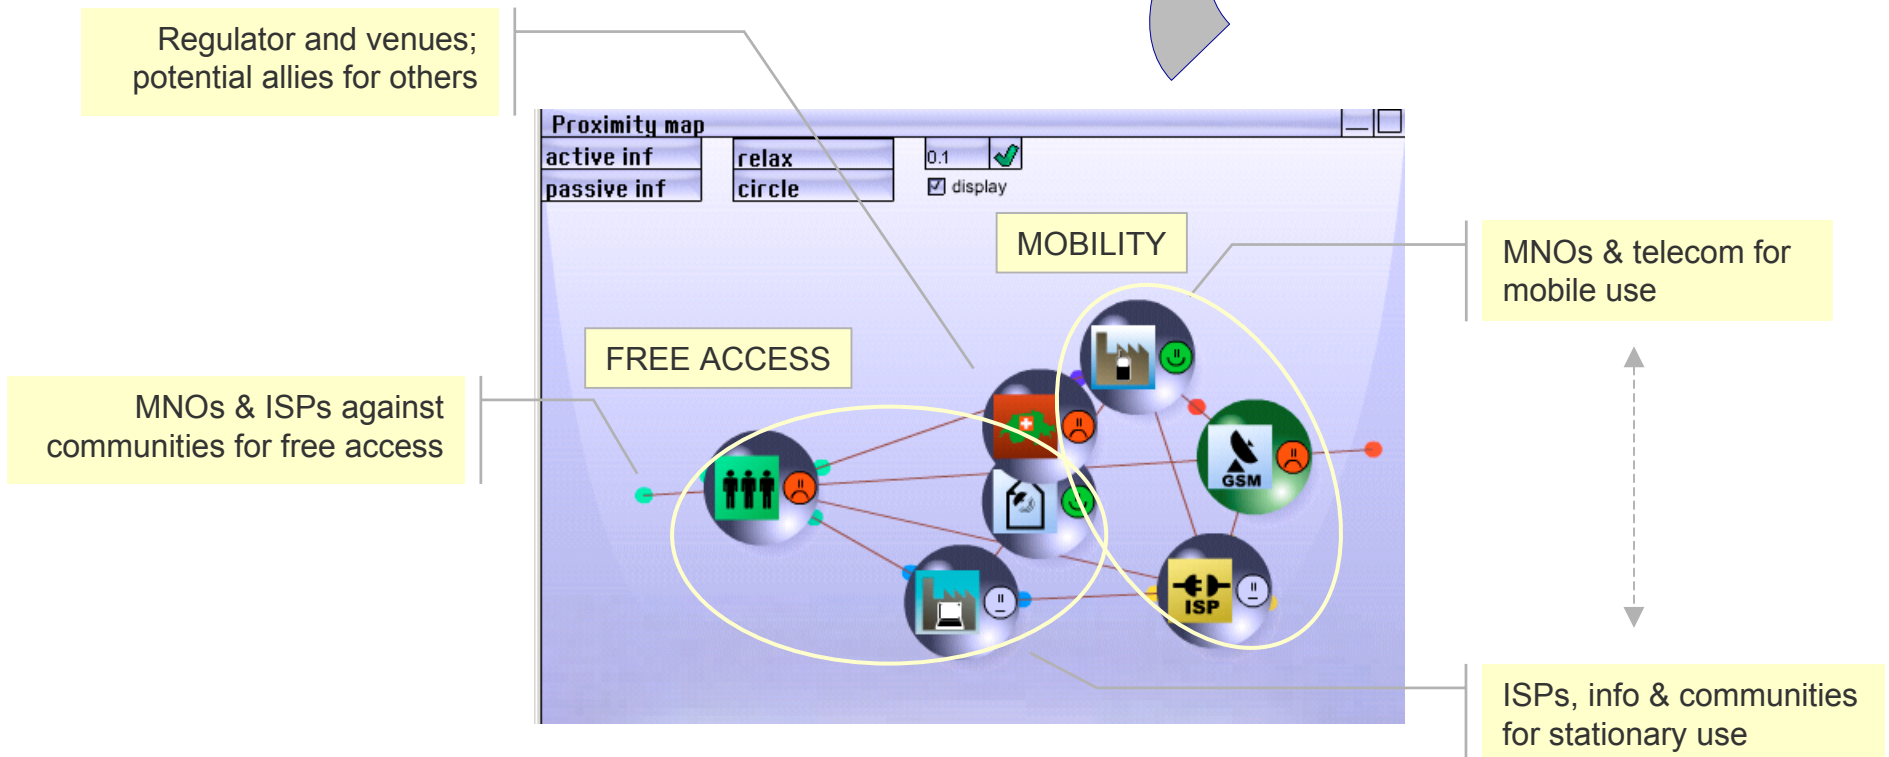 Regulator and venues;
potential allies for others
Proximity map
active inf
relax
0.1
passive inf
circle
display
MOBILITY
MNOs & telecom for
mobile use
FREE ACCESS
MNOs & ISPs against
communities for free access
GSM
ISP
ISPs, info & communities
for stationary use